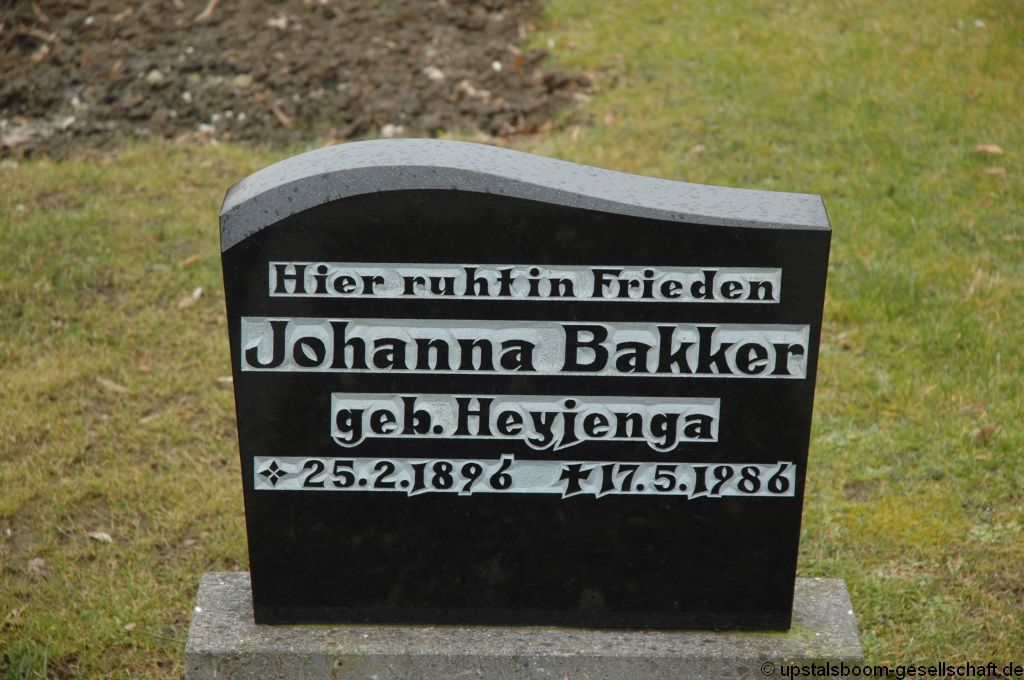 Hier ruht in Frieden
Johanna Bakker
geb. Heyjenga
✧ 25.2.1896 ✝ 17.5.1986
© upstalsboom-gesellschaft.de